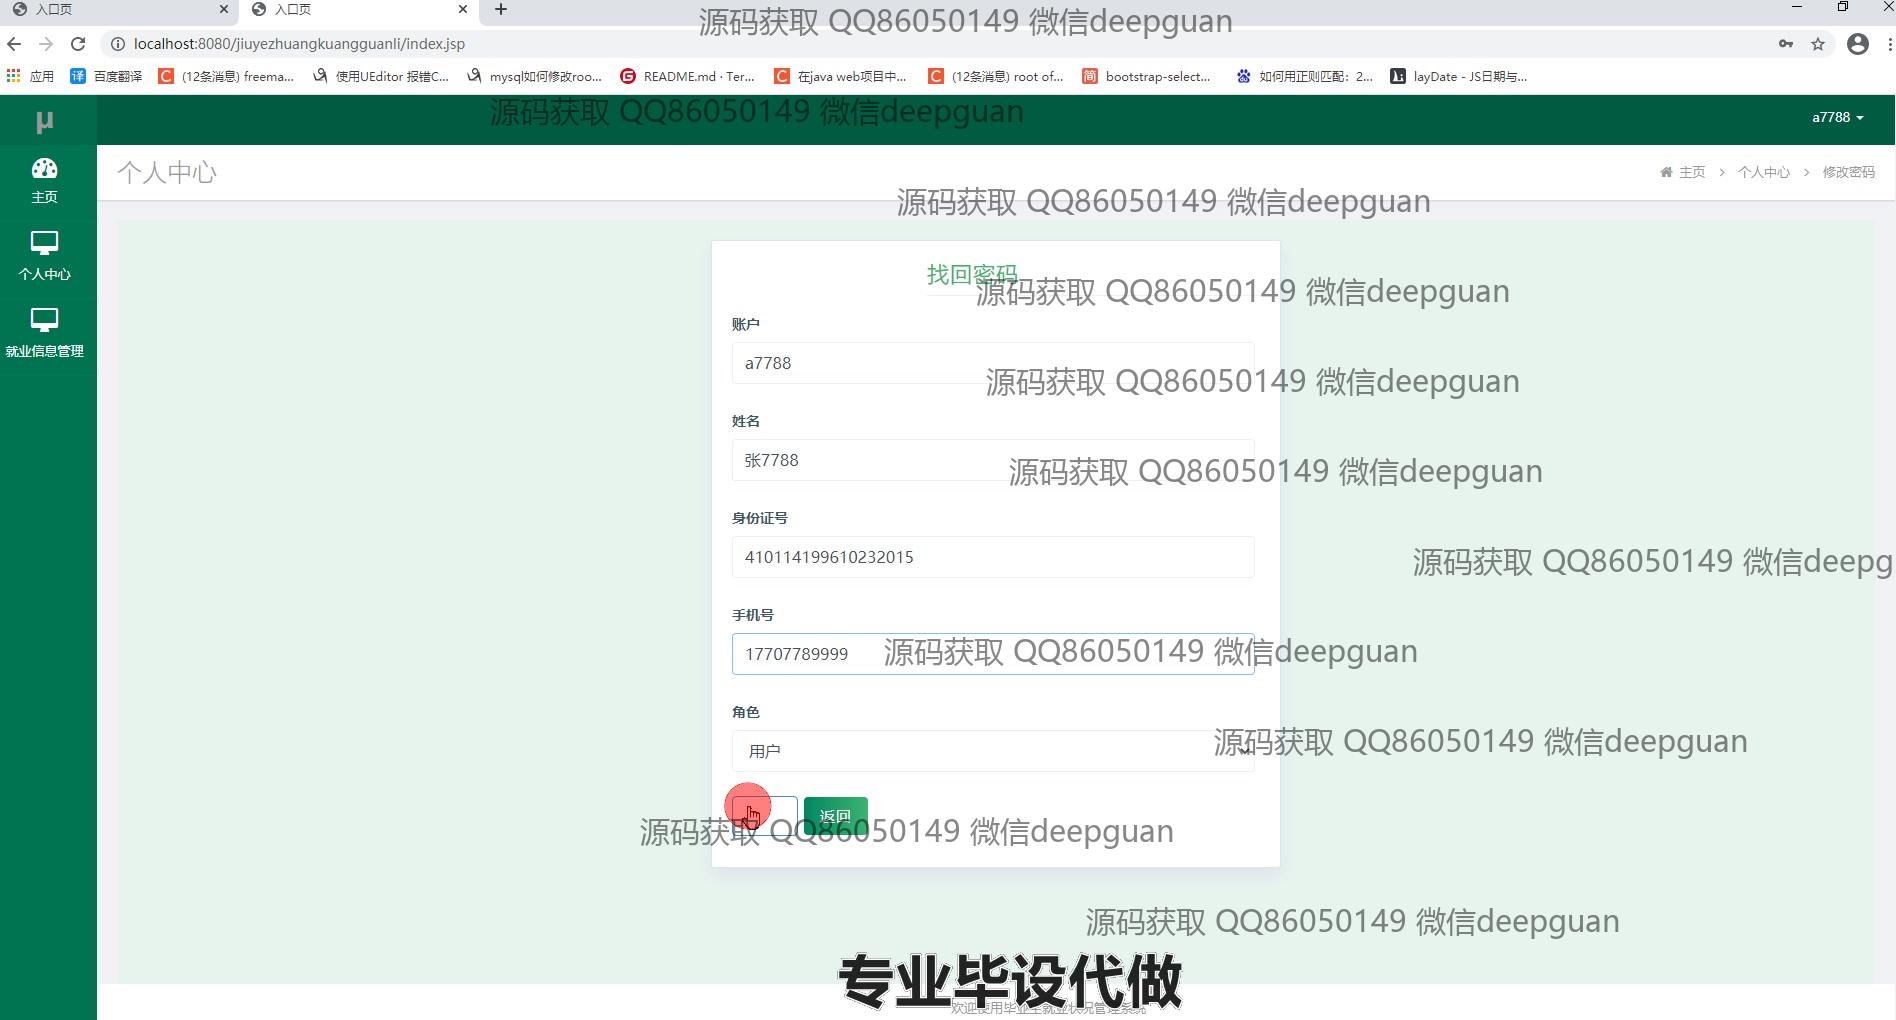 入口页
入口页
源码获取 QQ86050149 微信deepguan
localhost:8080/jiuyezhuangkuangguanli/index.jsp
应用
百度翻译
(12条消息) freema...
使用UEditor 报错C...
mysql如何修改roo...
README.md · Ter...
在java web项目中...
(12条消息) root of...
bootstrap-select...
如何用正则匹配：2...
layDate - JS日期与...
源码获取 QQ86050149 微信deepguan
μ
a7788
主页
个人中心
就业信息管理
个人中心
主页 > 个人中心 > 修改密码
源码获取 QQ86050149 微信deepguan
找回密码
源码获取 QQ86050149 微信deepguan
账户
a7788
源码获取 QQ86050149 微信deepguan
姓名
张7788
源码获取 QQ86050149 微信deepguan
身份证号
410114199610232015
源码获取 QQ86050149 微信deepg
手机号
17707789999
源码获取 QQ86050149 微信deepguan
角色
用户
源码获取 QQ86050149 微信deepguan
返回
源码获取 QQ86050149 微信deepguan
源码获取 QQ86050149 微信deepguan
专业毕设代做
欢迎使用毕业生就业状况管理系统